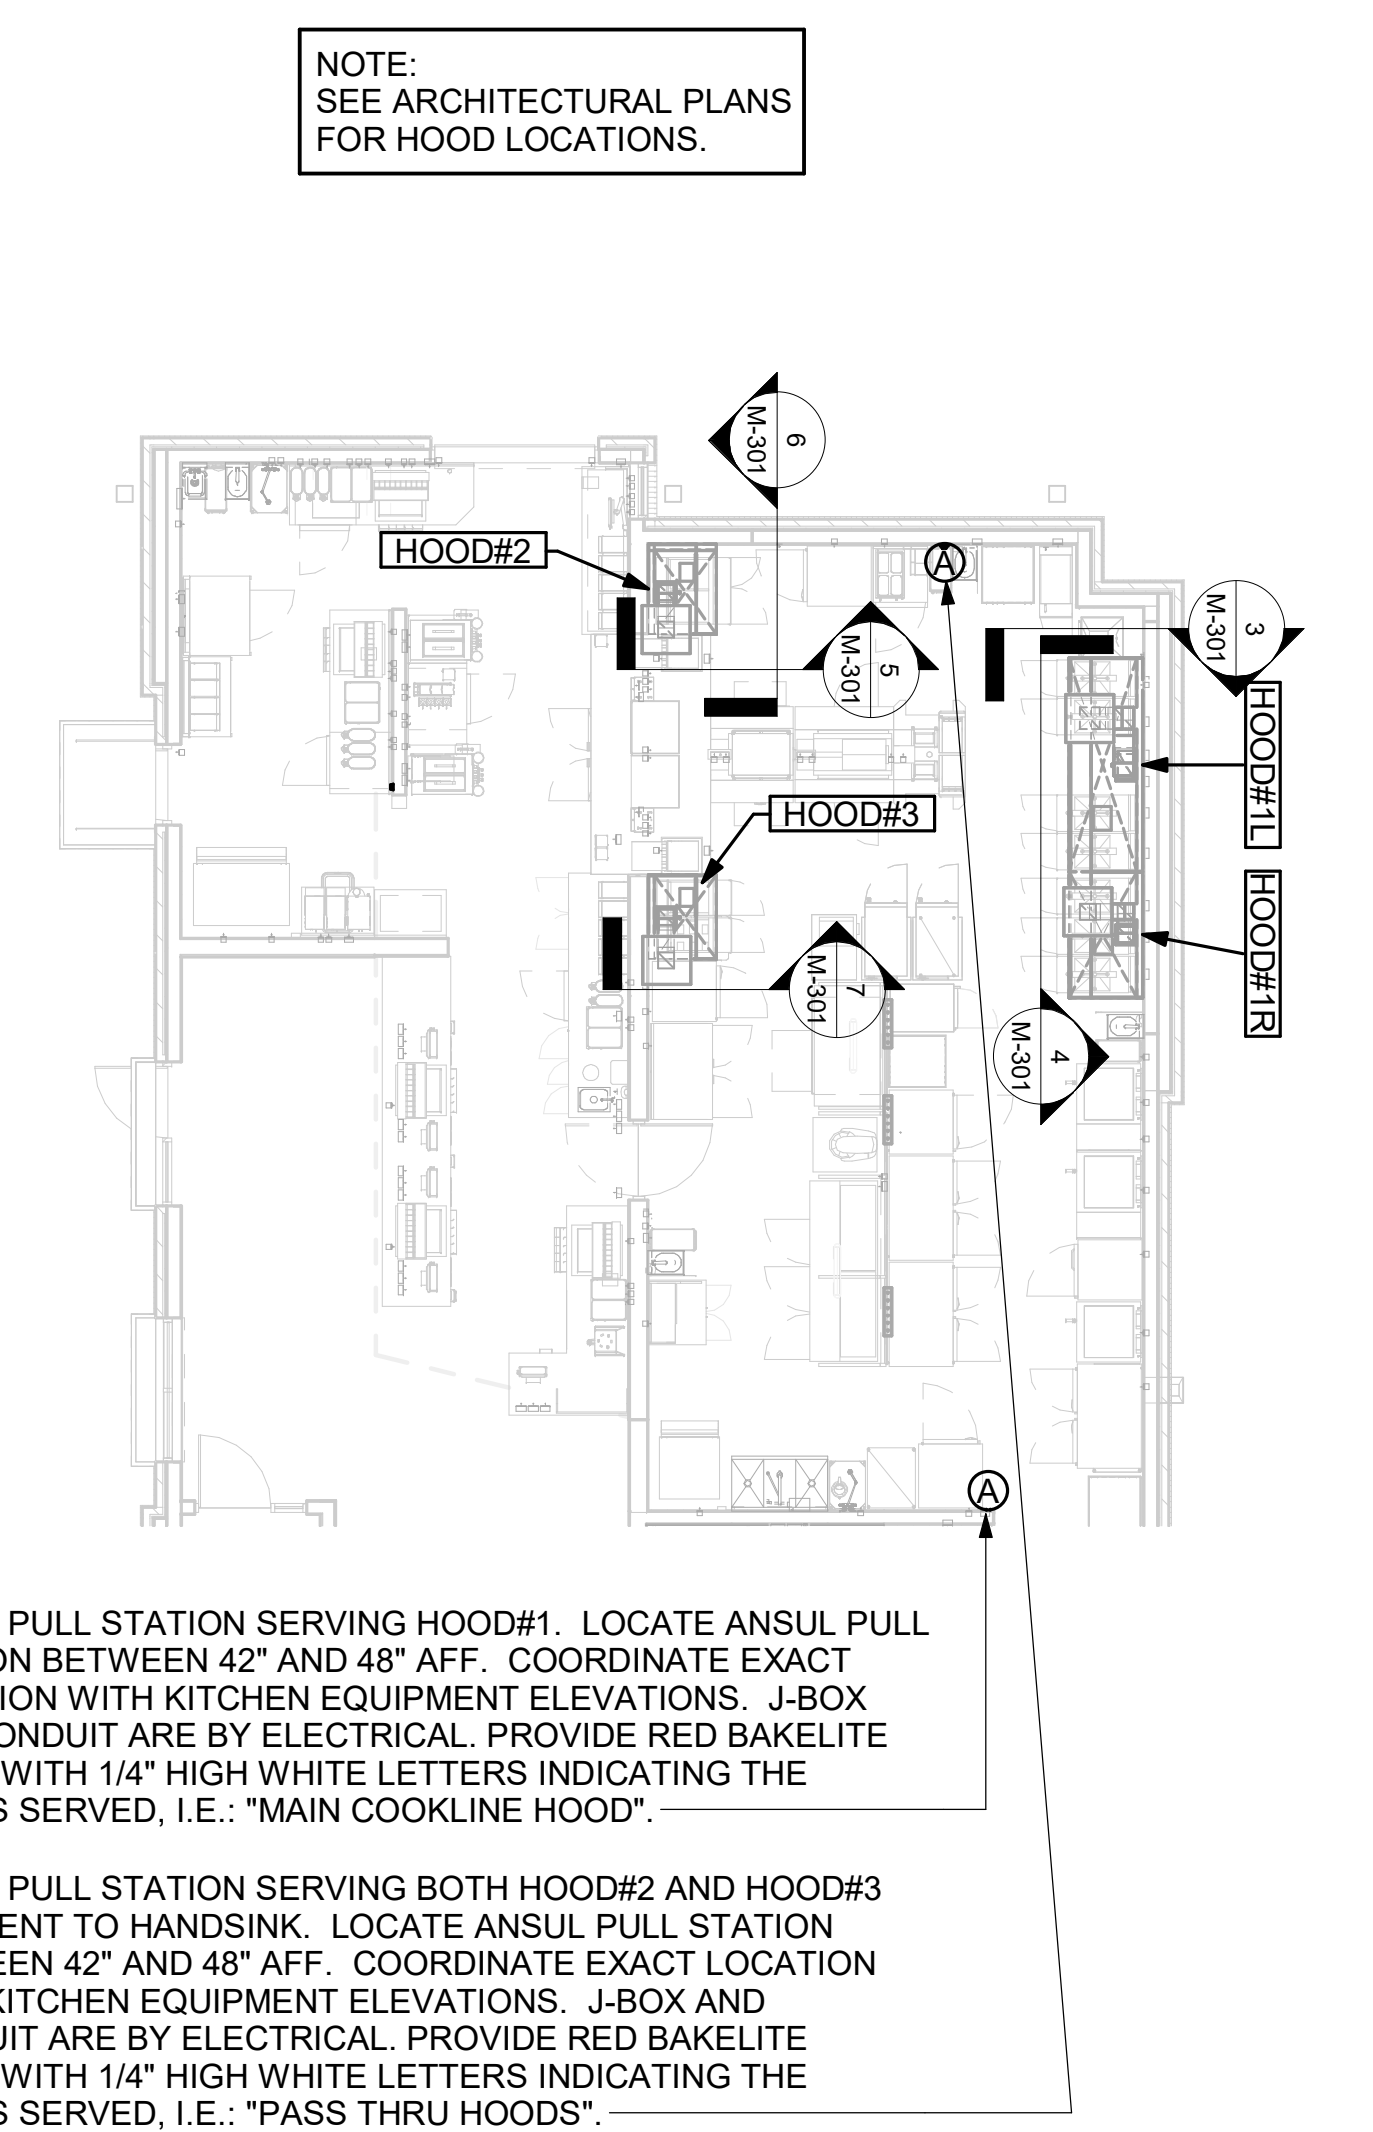 NOTE:
SEE ARCHITECTURAL PLANS
FOR HOOD LOCATIONS.
6
M-301
HOOD#2
A
3
M-301
5
M-301
HOOD#1L
HOOD#3
HOOD#1R
7
M-301
4
M-301
A
PULL STATION SERVING HOOD#1. LOCATE ANSUL PULL
ON BETWEEN 42" AND 48" AFF. COORDINATE EXACT
ION WITH KITCHEN EQUIPMENT ELEVATIONS. J-BOX
CONDUIT ARE BY ELECTRICAL. PROVIDE RED BAKELITE
WITH 1/4" HIGH WHITE LETTERS INDICATING THE
S SERVED, I.E.: "MAIN COOKLINE HOOD".
PULL STATION SERVING BOTH HOOD#2 AND HOOD#3
ENT TO HANDSINK. LOCATE ANSUL PULL STATION
EEN 42" AND 48" AFF. COORDINATE EXACT LOCATION
KITCHEN EQUIPMENT ELEVATIONS. J-BOX AND
UIT ARE BY ELECTRICAL. PROVIDE RED BAKELITE
WITH 1/4" HIGH WHITE LETTERS INDICATING THE
S SERVED, I.E.: "PASS THRU HOODS".